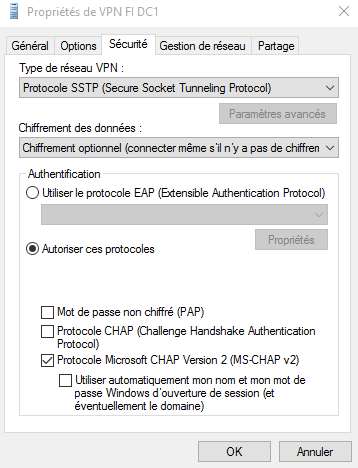 Propriétés de VPN FI DC1
Général
Options
Sécurité
Gestion de réseau
Partage
Type de réseau VPN :
Protocole SSTP (Secure Socket Tunneling Protocol)
Paramètres avancés
Chiffrement des données :
Chiffrement optionnel (connecter même s'il n'y a pas de chiffrem
Authentification
Utiliser le protocole EAP (Extensible Authentication Protocol)
Propriétés
Autoriser ces protocoles
Mot de passe non chiffré (PAP)
Protocole CHAP (Challenge Handshake Authentication
Protocol)
Protocole Microsoft CHAP Version 2 (MS-CHAP v2)
Utiliser automatiquement mon nom et mon mot de
passe Windows d'ouverture de session (et
éventuellement le domaine)
OK
Annuler